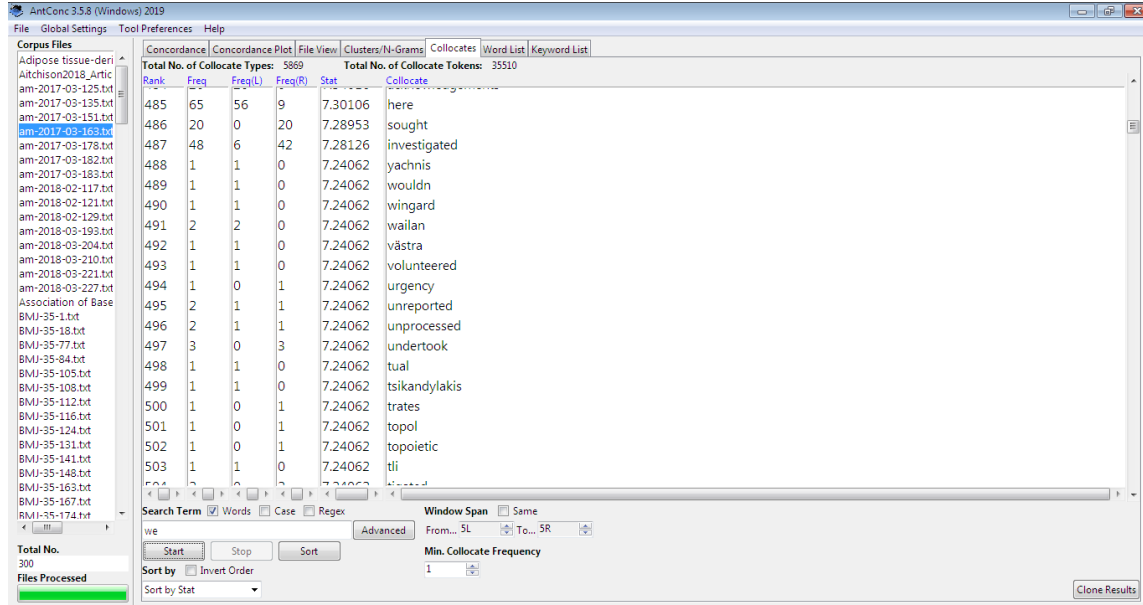 AntConc 3.5.8 (Windows) 2019
File Global Settings Tool Preferences Help
Corpus Files
Adipose tissue-deri
Aitchison2018_Artic
am-2017-03-125.txt
am-2017-03-135.txt
am-2017-03-151.txt
am-2017-03-163.txt
am-2017-03-178.txt
am-2017-03-182.txt
am-2017-03-183.txt
am-2018-02-117.txt
am-2018-02-121.txt
am-2018-02-129.txt
am-2018-03-193.txt
am-2018-03-204.txt
am-2018-03-210.txt
am-2018-03-221.txt
am-2018-03-227.txt
Association of Base
BMJ-35-1.txt
BMJ-35-18.txt
BMJ-35-77.txt
BMJ-35-84.txt
BMJ-35-105.txt
BMJ-35-108.txt
BMJ-35-112.txt
BMJ-35-116.txt
BMJ-35-124.txt
BMJ-35-131.txt
BMJ-35-141.txt
BMJ-35-148.txt
BMJ-35-163.txt
BMJ-35-167.txt
BMJ-35-174.txt
Total No.
300
Files Processed
Concordance Concordance Plot File View Clusters/N-Grams Collocates Word List Keyword List
Total No. of Collocate Types: 5869 Total No. of Collocate Tokens: 35510
Rank Freq Freq(L) Freq(R) Stat Collocate
485 65 56 9 7.30106 here
486 20 0 20 7.28953 sought
487 48 6 42 7.28126 investigated
488 1 1 0 7.24062 yachnis
489 1 1 0 7.24062 wouldn
490 1 1 0 7.24062 wingard
491 2 2 0 7.24062 wailan
492 1 1 0 7.24062 västra
493 1 1 0 7.24062 volunteered
494 1 0 1 7.24062 urgency
495 2 1 1 7.24062 unreported
496 2 1 1 7.24062 unprocessed
497 3 0 3 7.24062 undertook
498 1 1 0 7.24062 tual
499 1 1 0 7.24062 tsikandylakis
500 1 0 1 7.24062 trates
501 1 0 1 7.24062 topol
502 1 0 1 7.24062 topoietic
503 1 1 0 7.24062 tli
Search Term Words Case Regex Window Span Same
we Advanced From... 5L To... 5R
Start Stop Sort Min. Collocate Frequency
Sort by Invert Order 1
Sort by Stat Clone Results